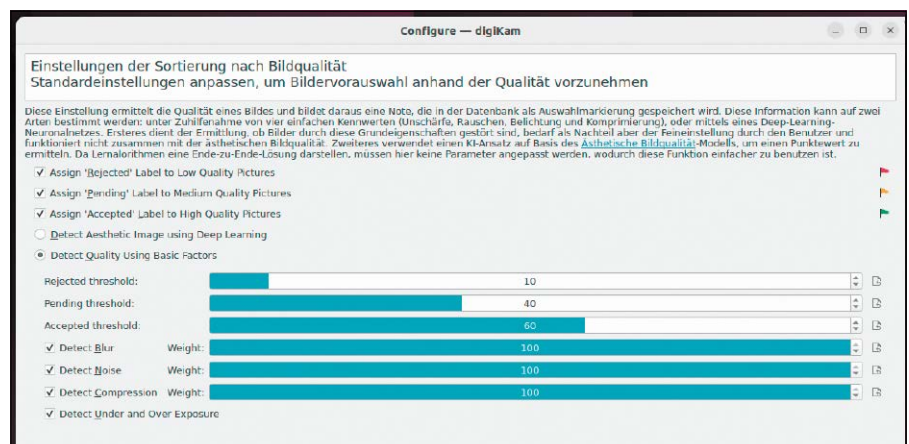 Configure — digiKam
Einstellungen der Sortierung nach Bildqualität
Standardeinstellungen anpassen, um Bildervorauswahl anhand der Qualität vorzunehmen
Diese Einstellung ermittelt die Qualität eines Bildes und bildet daraus eine Note, die in der Datenbank als Auswahlmarkierung gespeichert wird. Diese Information kann auf zwei
Arten bestimmt werden: unter Zuhilfenahme von vier einfachen Kennwerten (Unschärfe, Rauschen, Belichtung und Komprimierung), oder mittels eines Deep-Learning-
Neuronalnetzes. Ersteres dient der Ermittlung, ob Bilder durch diese Grundeigenschaften gestört sind, bedarf als Nachteil aber der Feineinstellung durch den Benutzer und
funktioniert nicht zusammen mit der ästhetischen Bildqualität. Zweiteres verwendet einen KI-Ansatz auf Basis des Ästhetische Bildqualität-Modells, um einen Punktewert zu
ermitteln. Da Lernalorithmen eine Ende-zu-Ende-Lösung darstellen, müssen hier keine Parameter angepasst werden, wodurch diese Funktion einfacher zu benutzen ist.
Assign 'Rejected' Label to Low Quality Pictures
Assign 'Pending' Label to Medium Quality Pictures
Assign 'Accepted' Label to High Quality Pictures
Detect Aesthetic Image using Deep Learning
Detect Quality Using Basic Factors
Rejected threshold: 10
Pending threshold: 40
Accepted threshold: 60
Detect Blur Weight: 100
Detect Noise Weight: 100
Detect Compression Weight: 100
Detect Under and Over Exposure